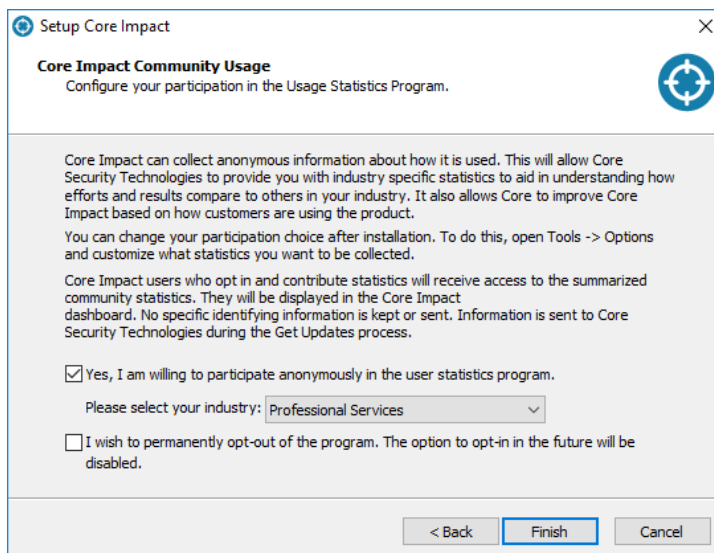 Setup Core Impact
Core Impact Community Usage
Configure your participation in the Usage Statistics Program.
Core Impact can collect anonymous information about how it is used. This will allow Core
Security Technologies to provide you with industry specific statistics to aid in understanding how
efforts and results compare to others in your industry. It also allows Core to improve Core
Impact based on how customers are using the product.
You can change your participation choice after installation. To do this, open Tools -> Options
and customize what statistics you want to be collected.
Core Impact users who opt in and contribute statistics will receive access to the summarized
community statistics. They will be displayed in the Core Impact
dashboard. No specific identifying information is kept or sent. Information is sent to Core
Security Technologies during the Get Updates process.
Yes, I am willing to participate anonymously in the user statistics program.
Please select your industry: Professional Services
I wish to permanently opt-out of the program. The option to opt-in in the future will be
disabled.
< Back Finish Cancel